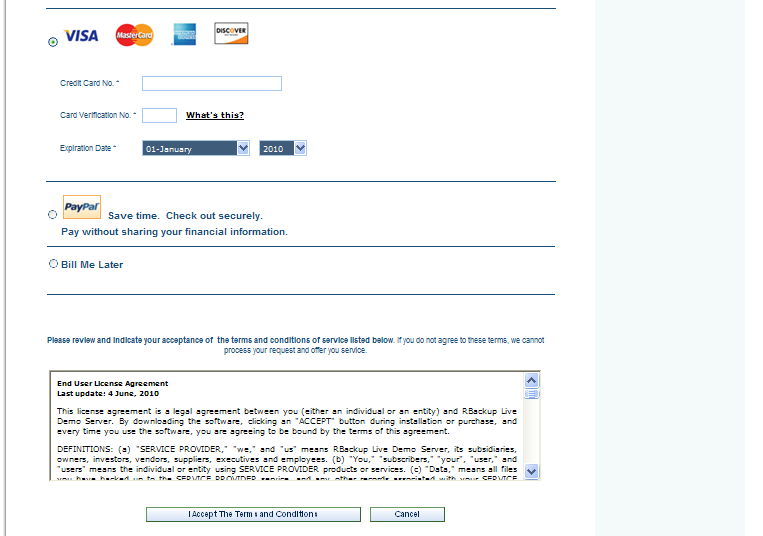 VISA MasterCard AMERICAN EXPRESS DISCOVER
Credit Card No. *
Card Verification No. * What's this?
Expiration Date * 01-January 2010
PayPal Save time. Check out securely.
Pay without sharing your financial information.
Bill Me Later
Please review and indicate your acceptance of the terms and conditions of service listed below. If you do not agree to these terms, we cannot
process your request and offer you service.
End User License Agreement
Last update: 4 June, 2010
This license agreement is a legal agreement between you (either an individual or an entity) and RBackup Live
Demo Server. By downloading the software, clicking an "ACCEPT" button during installation or purchase, and
every time you use the software, you are agreeing to be bound by the terms of this agreement.
DEFINITIONS: (a) "SERVICE PROVIDER," "we," and "us" means RBackup Live Demo Server, its subsidiaries,
owners, investors, vendors, suppliers, executives and employees. (b) "You," "subscribers," "your", "user," and
"users" means the individual or entity using SERVICE PROVIDER products or services. (c) "Data," means all files
you have backed up to the SERVICE PROVIDER service, and any other records associated with your SERVICE
I Accept The Terms and Conditions Cancel